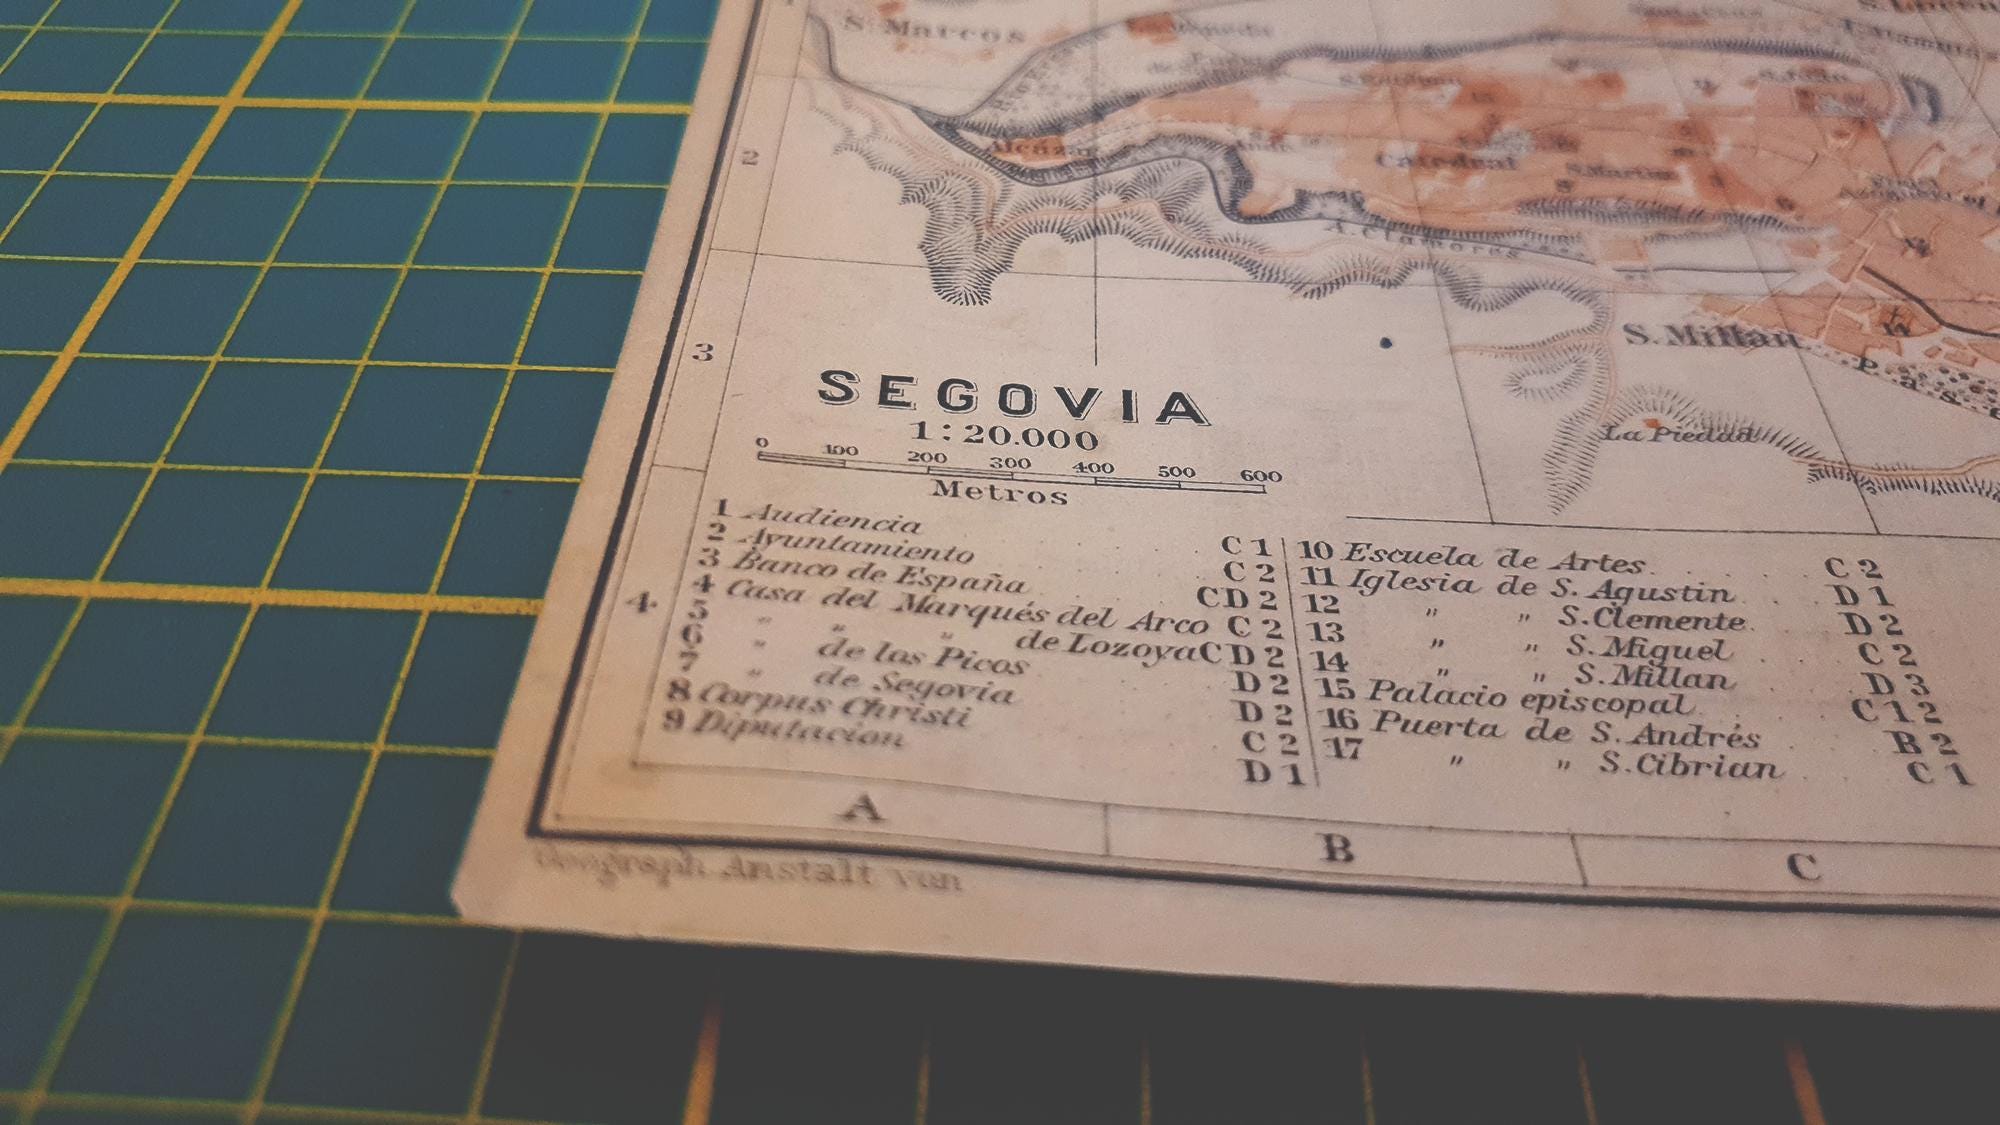 S. Marcos
2
Alcázar
Catedral
S. Martin
A. Clamores
3
S. Millan
La Piedad
SEGOVIA
1:20.000
0 100 200 300 400 500 600
Metros
1 Audiencia C 1
2 Ayuntamiento C 2
3 Banco de España CD 2
4 Casa del Marqués del Arco C 2
5 " " " de Lozoya CD 2
6 " de los Picos D 2
7 " de Segovia D 2
8 Corpus Christi C 2
9 Diputacion D 1
10 Escuela de Artes C 2
11 Iglesia de S. Agustin D 1
12 " " S. Clemente D 2
13 " " S. Miguel C 2
14 " " S. Millan D 3
15 Palacio episcopal C 1 2
16 Puerta de S. Andrés B 2
17 " " S. Cibrian C 1
4
A B C
Geograph. Anstalt von